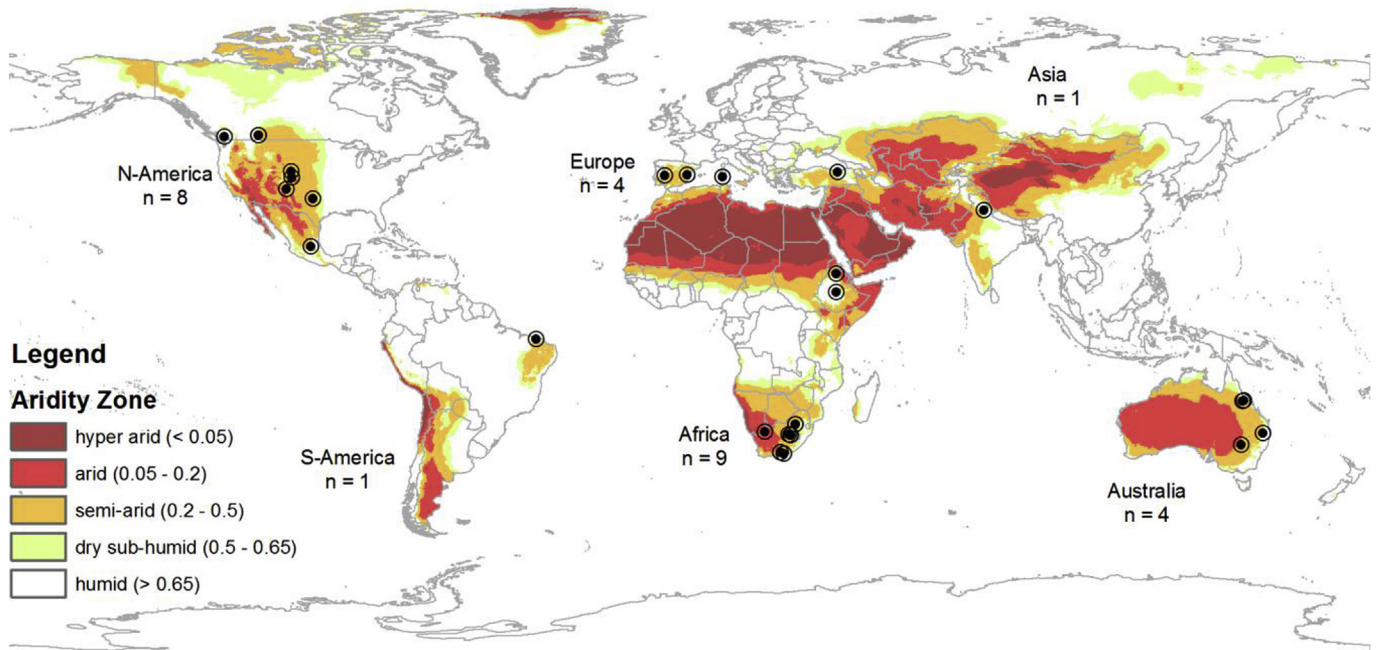 Asia
n = 1
Europe
n = 4
N-America
n = 8
Africa
n = 9
S-America
n = 1
Australia
n = 4
Legend
Aridity Zone
hyper arid (< 0.05)
arid (0.05 - 0.2)
semi-arid (0.2 - 0.5)
dry sub-humid (0.5 - 0.65)
humid (> 0.65)